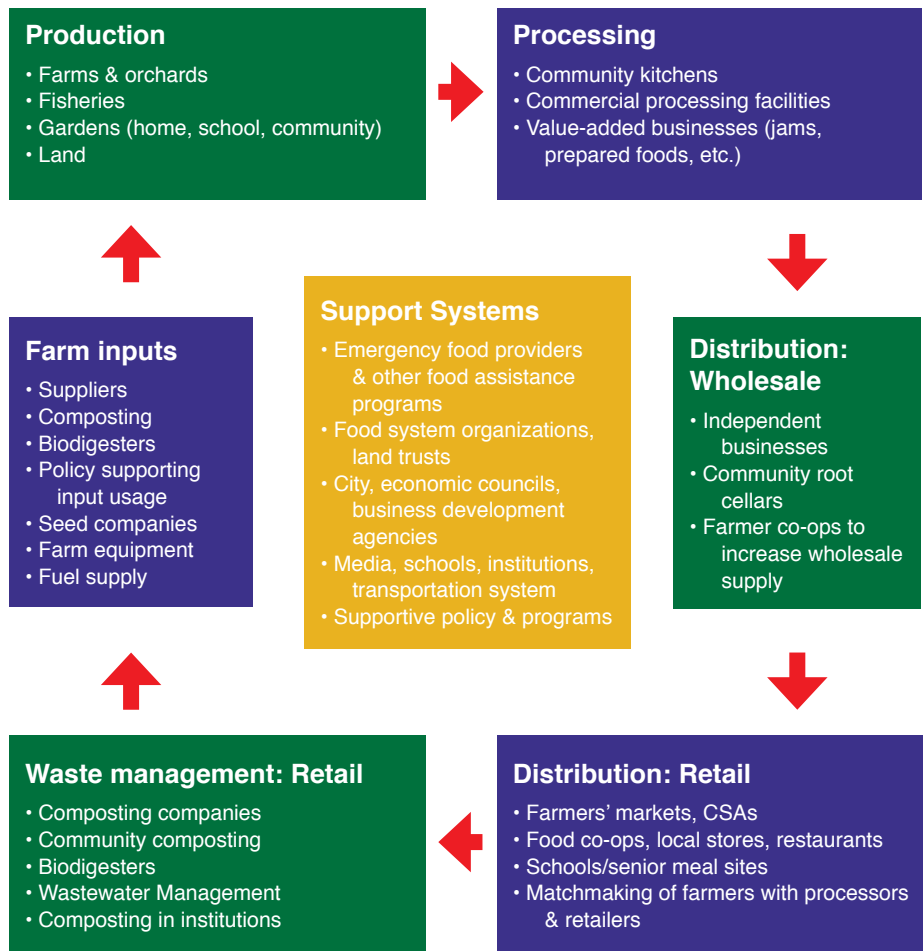 Production
• Farms & orchards
• Fisheries
• Gardens (home, school, community)
• Land
Processing
• Community kitchens
• Commercial processing facilities
• Value-added businesses (jams,
prepared foods, etc.)
Farm inputs
• Suppliers
• Composting
• Biodigesters
• Policy supporting
input usage
• Seed companies
• Farm equipment
• Fuel supply
Support Systems
• Emergency food providers
& other food assistance
programs
• Food system organizations,
land trusts
• City, economic councils,
business development
agencies
• Media, schools, institutions,
transportation system
• Supportive policy & programs
Distribution:
Wholesale
• Independent
businesses
• Community root
cellars
• Farmer co-ops to
increase wholesale
supply
Waste management: Retail
• Composting companies
• Community composting
• Biodigesters
• Wastewater Management
• Composting in institutions
Distribution: Retail
• Farmers’ markets, CSAs
• Food co-ops, local stores, restaurants
• Schools/senior meal sites
• Matchmaking of farmers with processors
& retailers